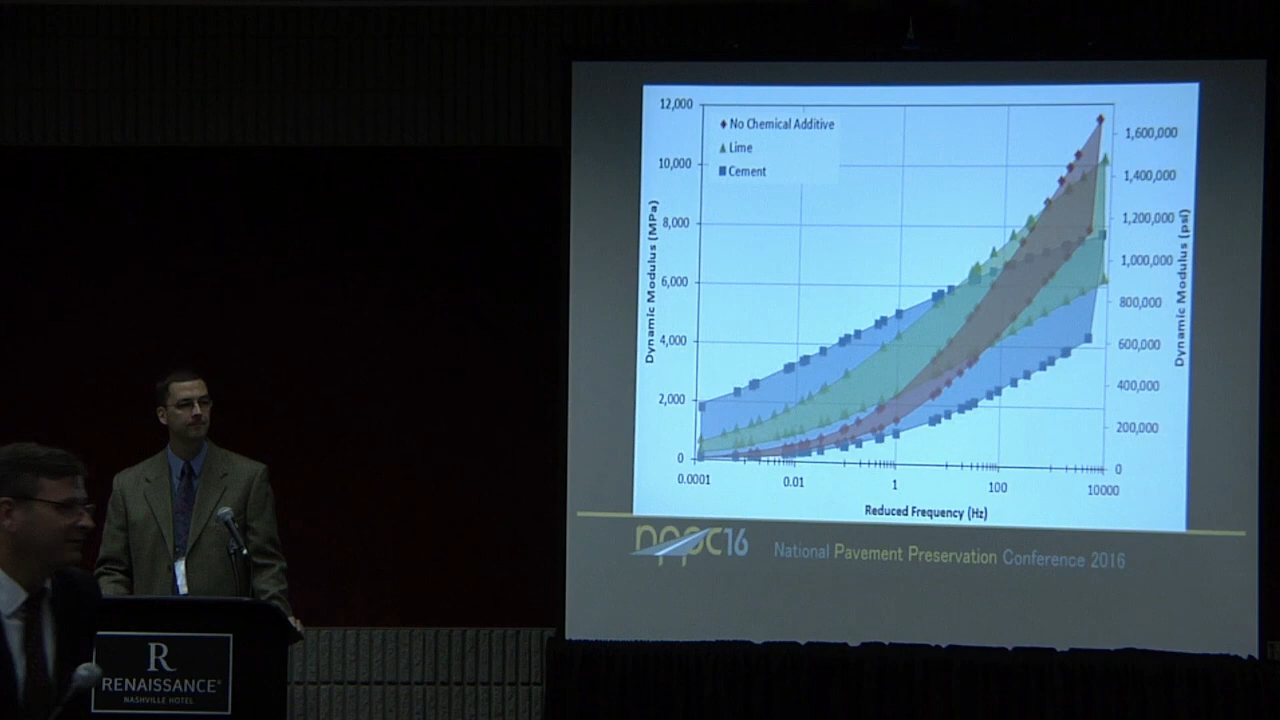 12,000
10,000
8,000
6,000
4,000
2,000
0
Dynamic Modulus (MPa)
No Chemical Additive
Lime
Cement
1,600,000
1,400,000
1,200,000
1,000,000
800,000
600,000
400,000
200,000
0
Dynamic Modulus (psi)
0.0001
0.01
1
100
10000
Reduced Frequency (Hz)
nppc16
National Pavement Preservation Conference 2016
R
RENAISSANCE
NASHVILLE HOTEL